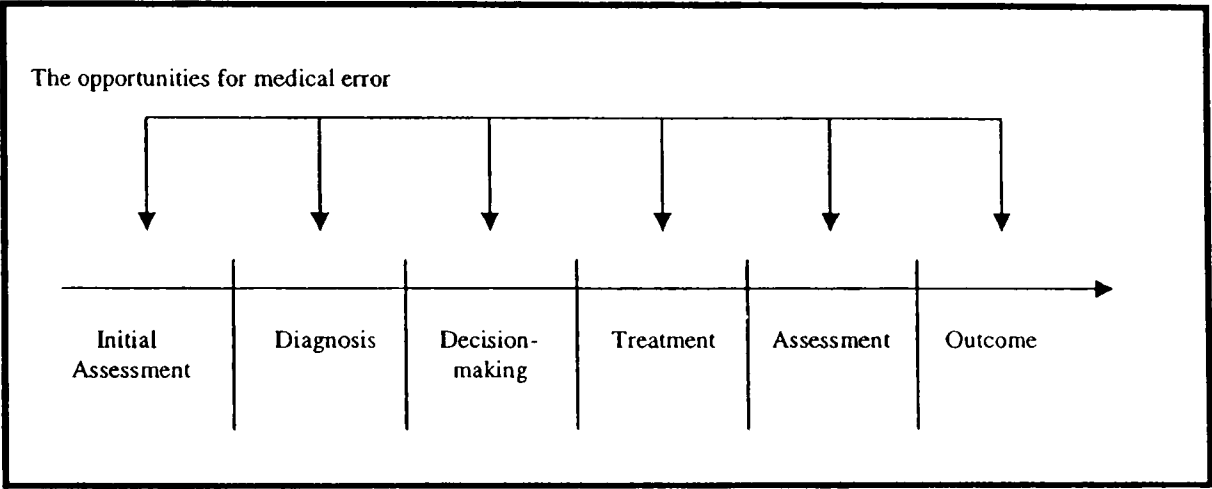 The opportunities for medical error
Initial
Assessment
Diagnosis
Decision-
making
Treatment
Assessment
Outcome